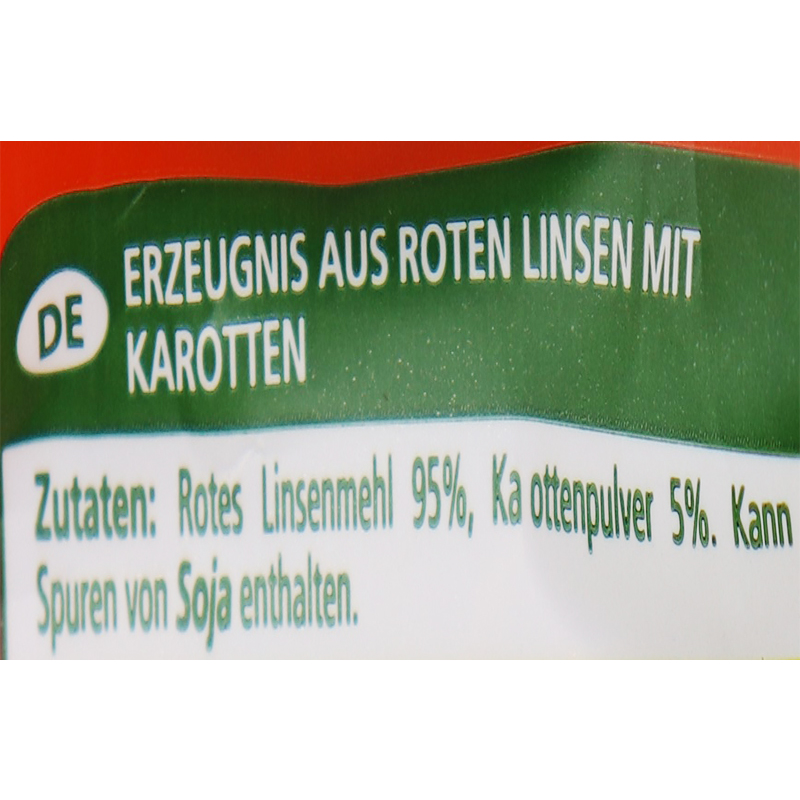 DE
ERZEUGNIS AUS ROTEN LINSEN MIT
KAROTTEN
Zutaten: Rotes Linsenmehl 95%, Ka ottenpulver 5%. Kann
Spuren von Soja enthalten.